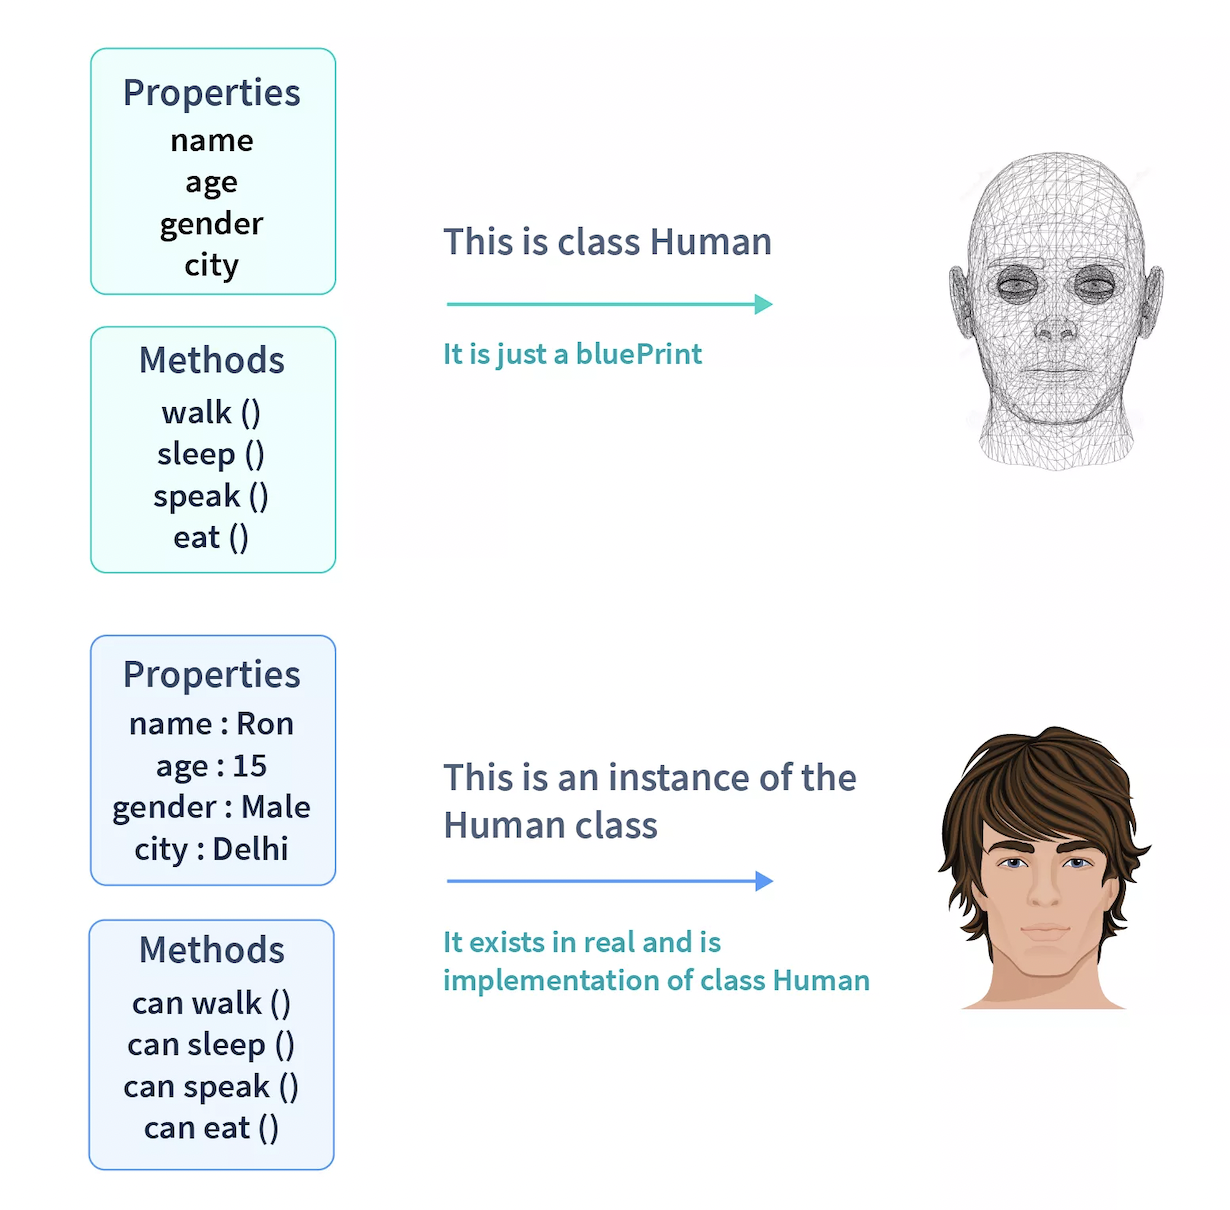 Properties
name
age
gender
city
This is class Human
It is just a bluePrint
Methods
walk ()
sleep ()
speak ()
eat ()
Properties
name : Ron
age : 15
gender : Male
city : Delhi
This is an instance of the
Human class
It exists in real and is
implementation of class Human
Methods
can walk ()
can sleep ()
can speak ()
can eat ()